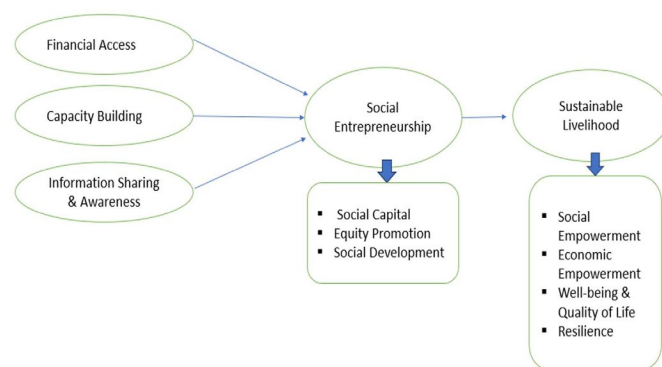 Financial Access
Capacity Building
Information Sharing
& Awareness
Social
Entrepreneurship
Sustainable
Livelihood
▪ Social Capital
▪ Equity Promotion
▪ Social Development
▪ Social
Empowerment
▪ Economic
Empowerment
▪ Well-being &
Quality of Life
▪ Resilience